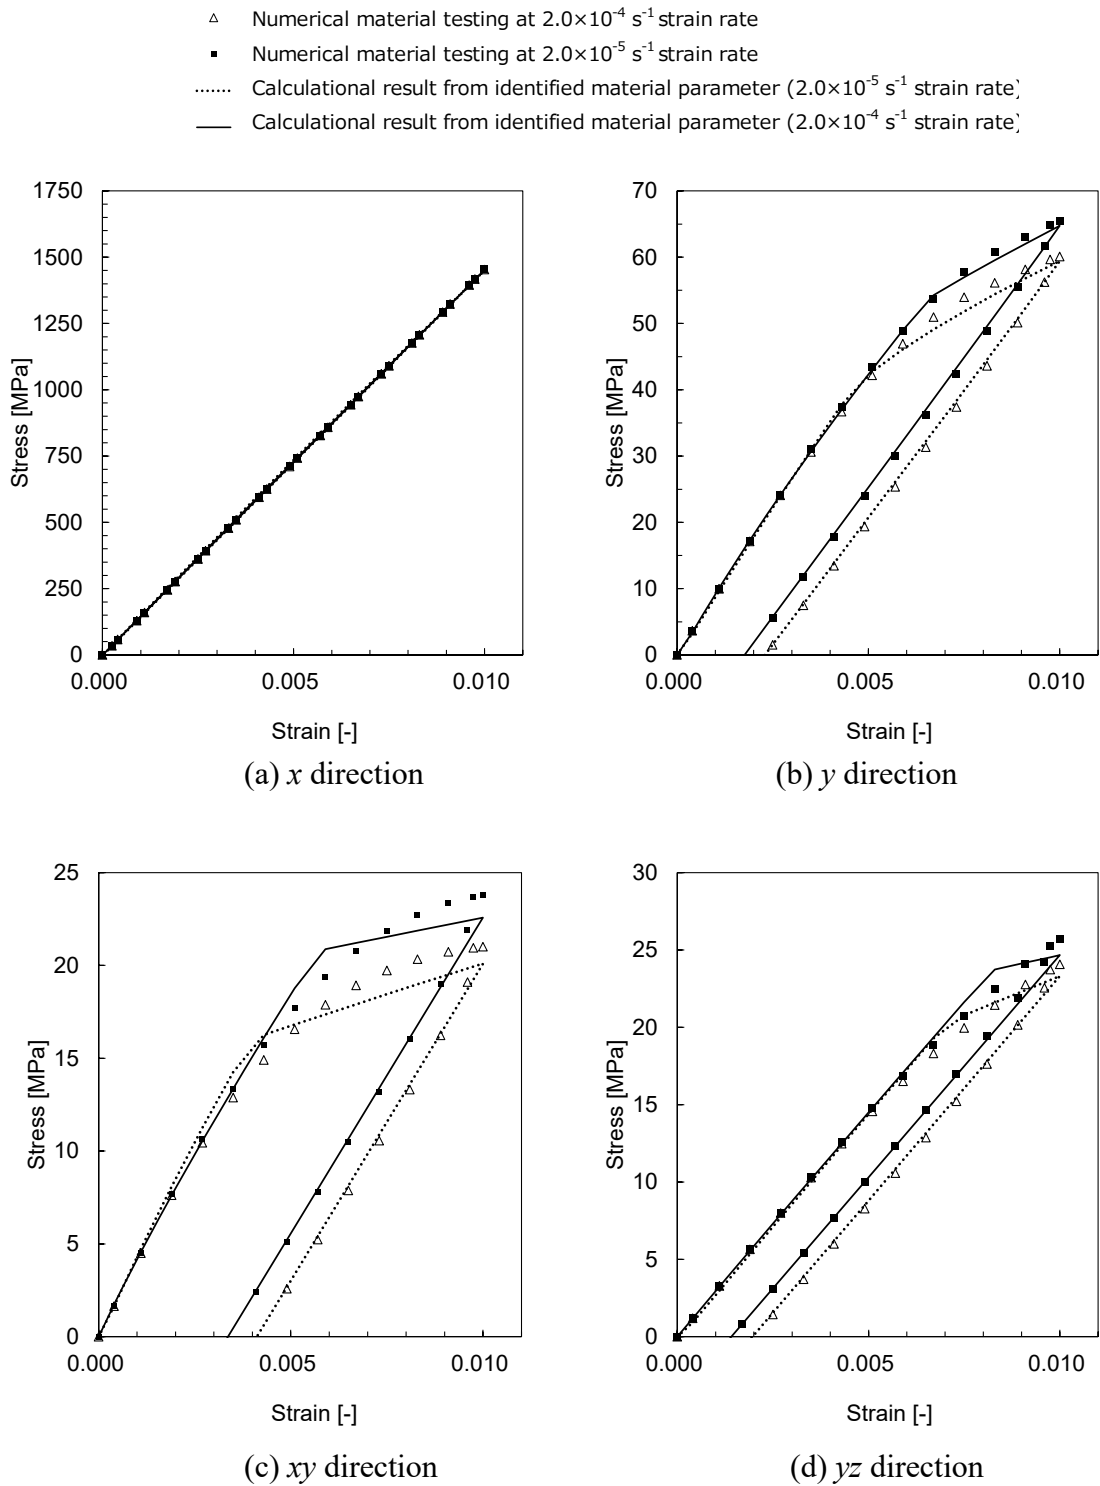 Numerical material testing at 2.0×10⁻⁴ s⁻¹ strain rate
Numerical material testing at 2.0×10⁻⁵ s⁻¹ strain rate
Calculational result from identified material parameter (2.0×10⁻⁵ s⁻¹ strain rate)
Calculational result from identified material parameter (2.0×10⁻⁴ s⁻¹ strain rate)
1750
1500
1250
1000
750
500
250
0
Stress [MPa]
0.000
0.005
0.010
Strain [-]
(a) x direction
70
60
50
40
30
20
10
0
Stress [MPa]
0.000
0.005
0.010
Strain [-]
(b) y direction
25
20
15
10
5
0
Stress [MPa]
0.000
0.005
0.010
Strain [-]
(c) xy direction
30
25
20
15
10
5
0
Stress [MPa]
0.000
0.005
0.010
Strain [-]
(d) yz direction